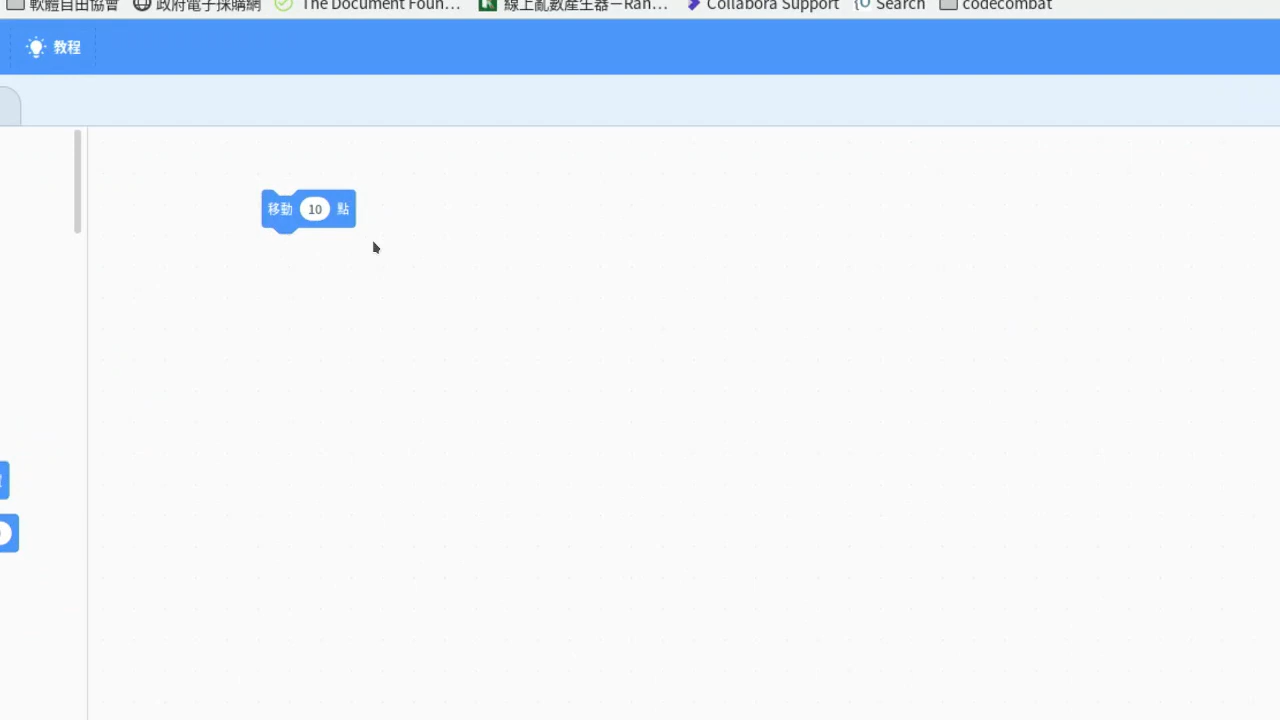 軟體自由協會 政府電子採購網 The Document Foun... 線上亂數產生器－Ran... Collabora Support Search codecombat
教程
移動 10 點